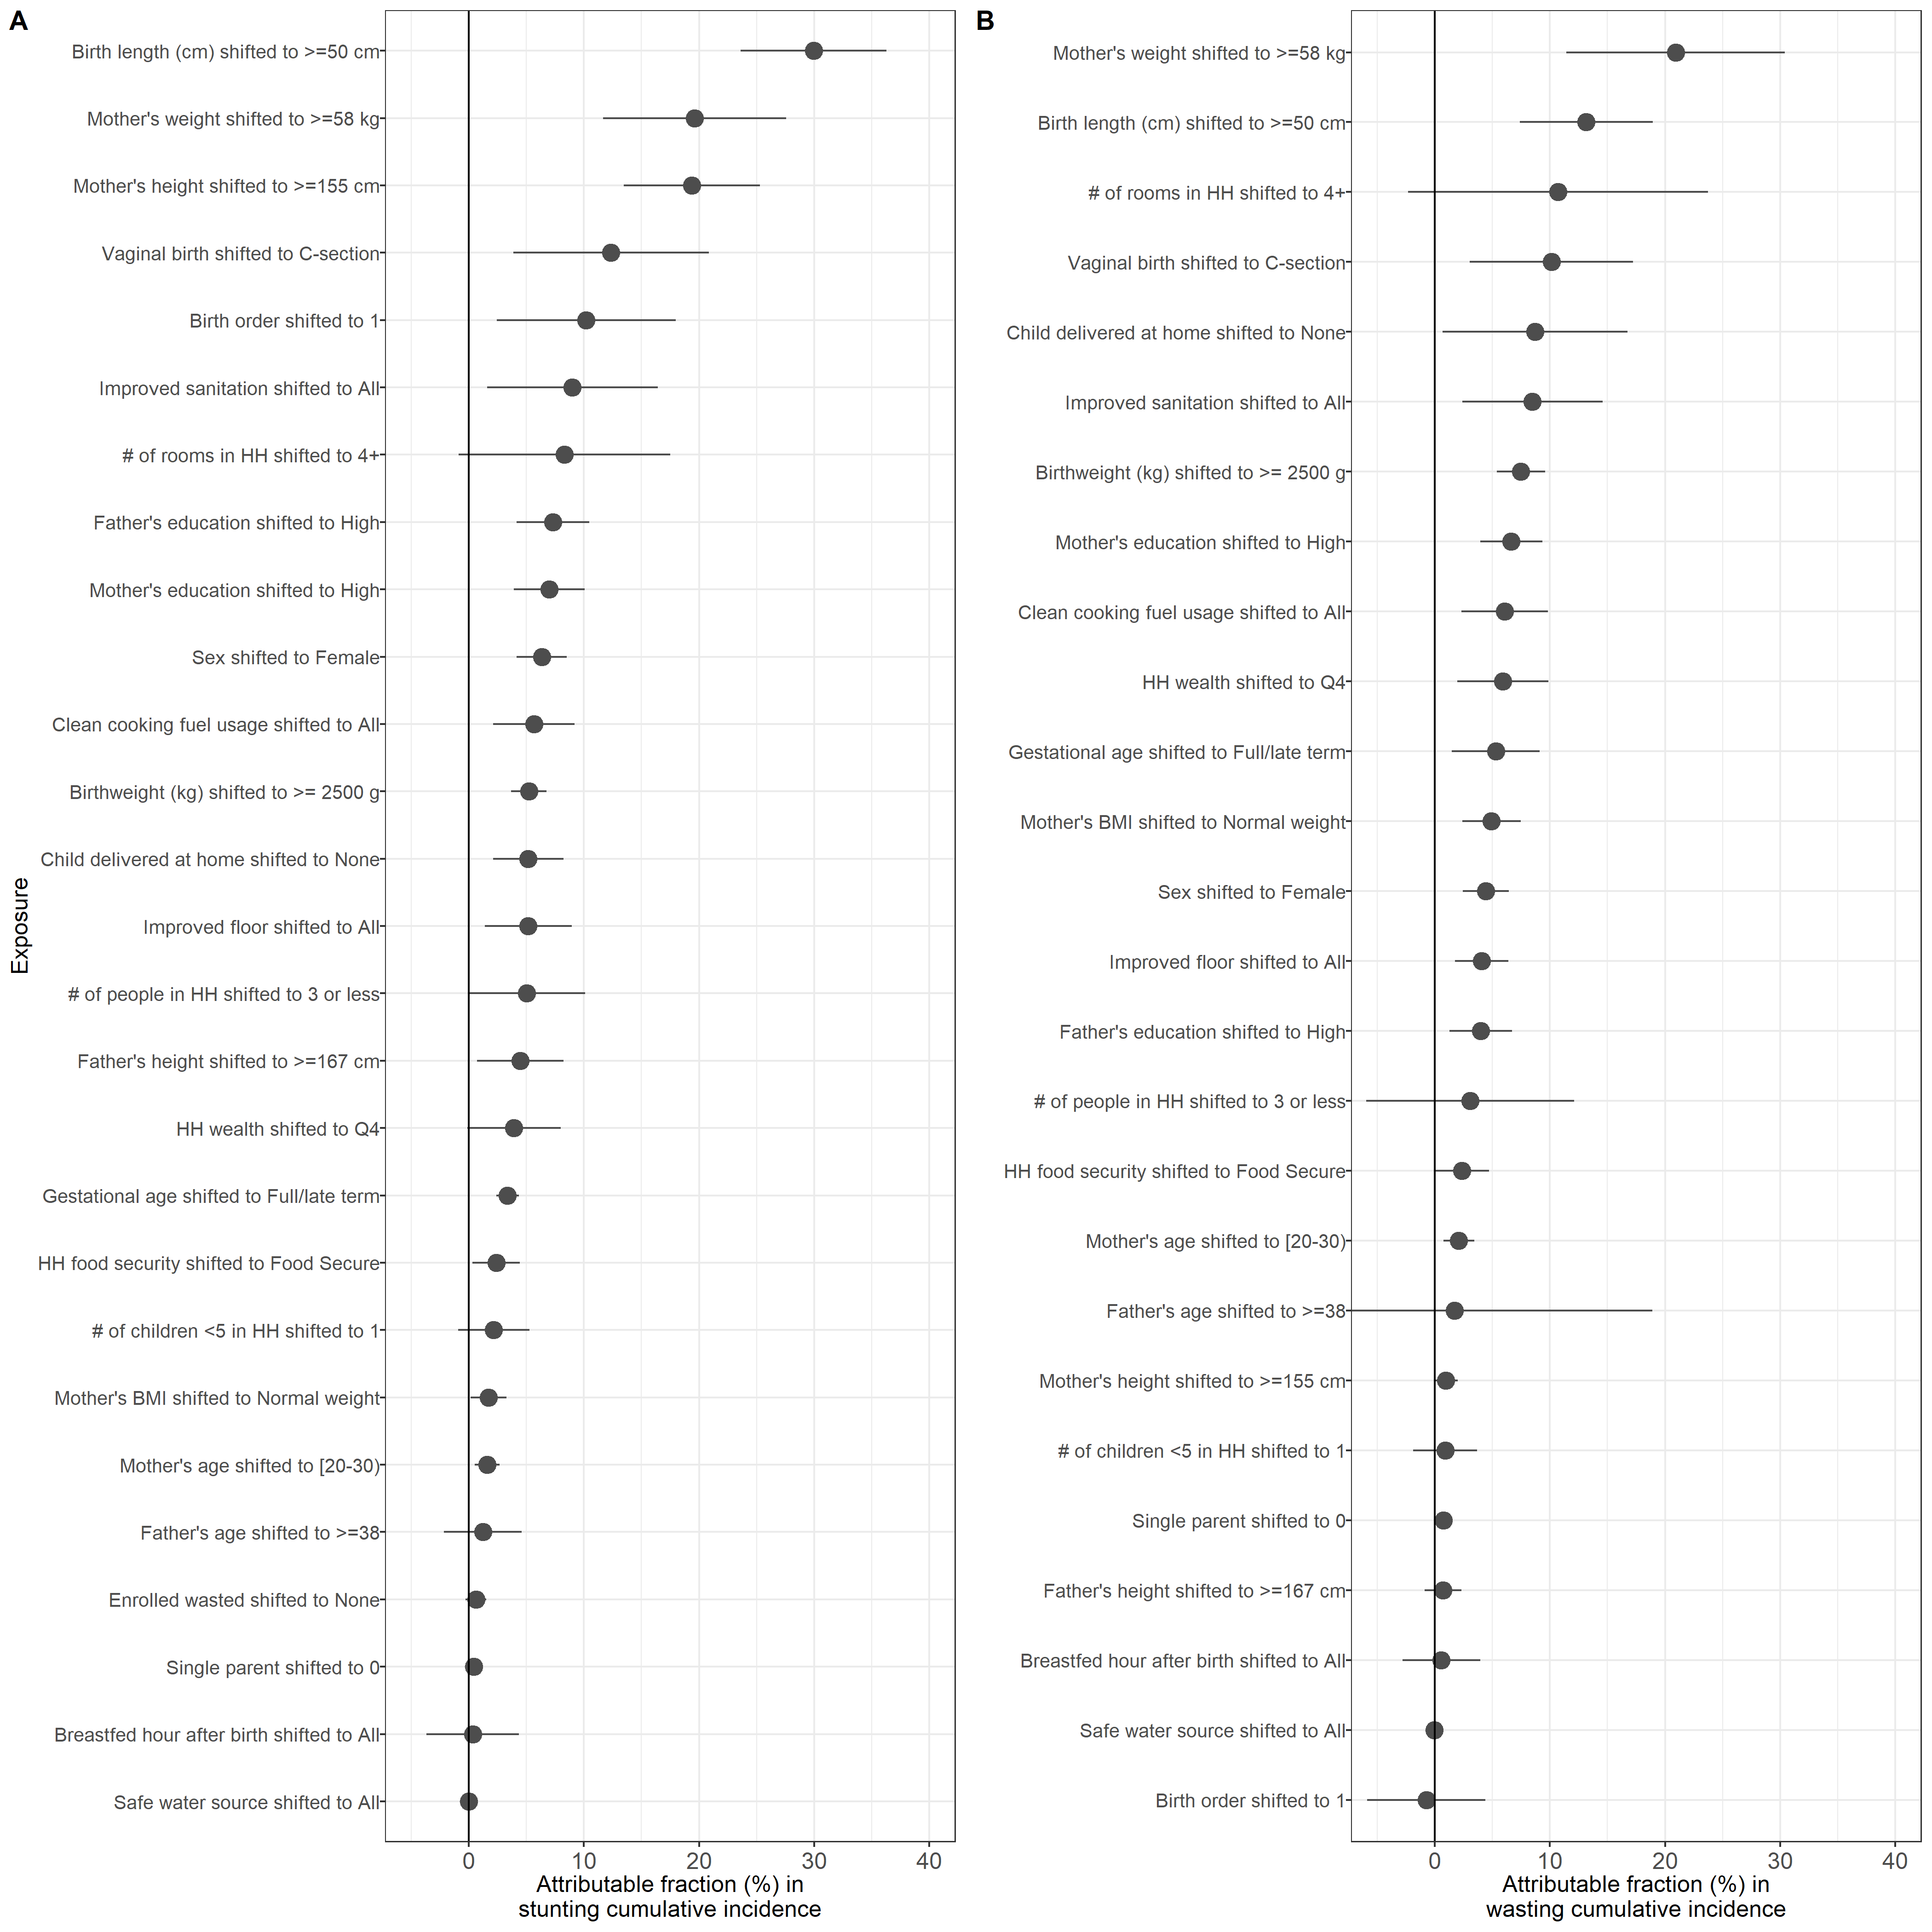 A
Exposure
Birth length (cm) shifted to >=50 cm
Mother's weight shifted to >=58 kg
Mother's height shifted to >=155 cm
Vaginal birth shifted to C-section
Birth order shifted to 1
Improved sanitation shifted to All
# of rooms in HH shifted to 4+
Father's education shifted to High
Mother's education shifted to High
Sex shifted to Female
Clean cooking fuel usage shifted to All
Birthweight (kg) shifted to >= 2500 g
Child delivered at home shifted to None
Improved floor shifted to All
# of people in HH shifted to 3 or less
Father's height shifted to >=167 cm
HH wealth shifted to Q4
Gestational age shifted to Full/late term
HH food security shifted to Food Secure
# of children <5 in HH shifted to 1
Mother's BMI shifted to Normal weight
Mother's age shifted to [20-30)
Father's age shifted to >=38
Enrolled wasted shifted to None
Single parent shifted to 0
Breastfed hour after birth shifted to All
Safe water source shifted to All
0 10 20 30 40
Attributable fraction (%) in
stunting cumulative incidence
B
Mother's weight shifted to >=58 kg
Birth length (cm) shifted to >=50 cm
# of rooms in HH shifted to 4+
Vaginal birth shifted to C-section
Child delivered at home shifted to None
Improved sanitation shifted to All
Birthweight (kg) shifted to >= 2500 g
Mother's education shifted to High
Clean cooking fuel usage shifted to All
HH wealth shifted to Q4
Gestational age shifted to Full/late term
Mother's BMI shifted to Normal weight
Sex shifted to Female
Improved floor shifted to All
Father's education shifted to High
# of people in HH shifted to 3 or less
HH food security shifted to Food Secure
Mother's age shifted to [20-30)
Father's age shifted to >=38
Mother's height shifted to >=155 cm
# of children <5 in HH shifted to 1
Single parent shifted to 0
Father's height shifted to >=167 cm
Breastfed hour after birth shifted to All
Safe water source shifted to All
Birth order shifted to 1
0 10 20 30 40
Attributable fraction (%) in
wasting cumulative incidence